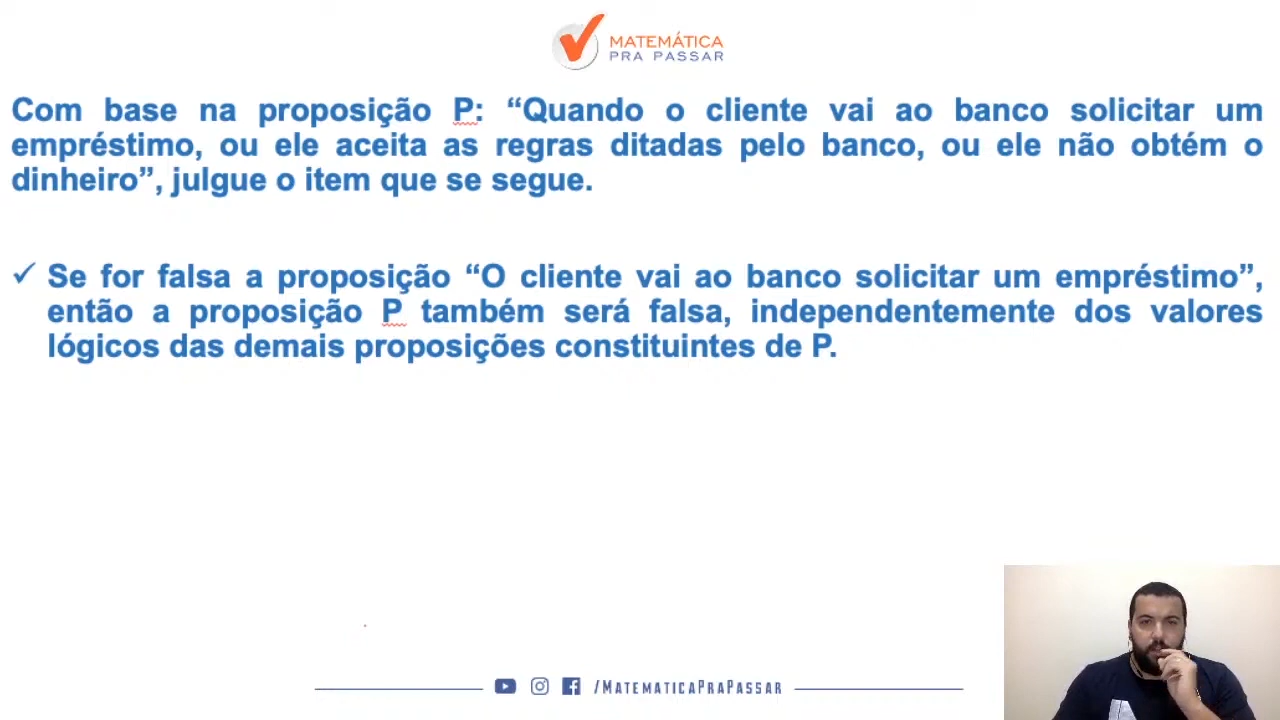 MATEMÁTICA
PRA PASSAR
Com base na proposição P: “Quando o cliente vai ao banco solicitar um
empréstimo, ou ele aceita as regras ditadas pelo banco, ou ele não obtém o
dinheiro”, julgue o item que se segue.
✓ Se for falsa a proposição “O cliente vai ao banco solicitar um empréstimo”,
então a proposição P também será falsa, independentemente dos valores
lógicos das demais proposições constituintes de P.
/MATEMATICAPRAPASSAR